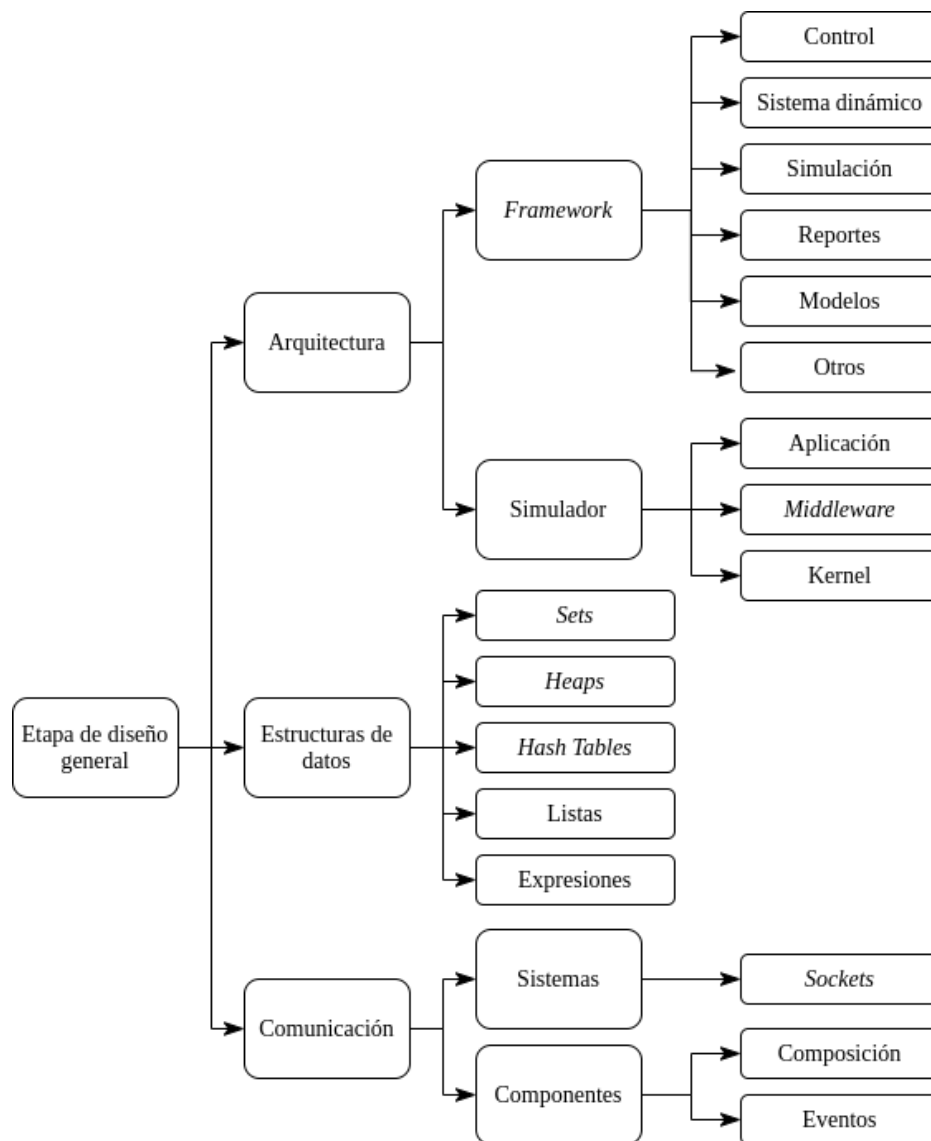 Control
Sistema dinámico
Simulación
Framework
Reportes
Modelos
Arquitectura
Otros
Aplicación
Simulador
Middleware
Kernel
Sets
Heaps
Etapa de diseño
general
Estructuras de
datos
Hash Tables
Listas
Expresiones
Sistemas
Sockets
Comunicación
Composición
Componentes
Eventos